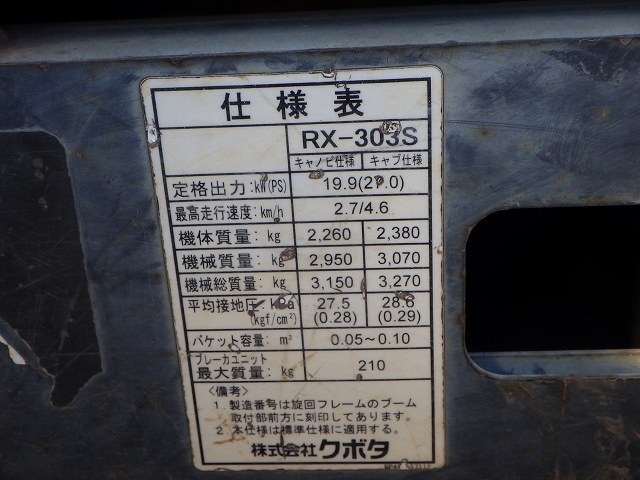 仕様表
RX-303S
キャノピ仕様 キャブ仕様
定格出力:kW(PS) 19.9(27.0)
最高走行速度:km/h 2.7/4.6
機体質量: kg 2,260 2,380
機械質量: kg 2,950 3,070
機械総質量: kg 3,150 3,270
平均接地圧:kPa 27.5 28.6
(kgf/cm²) (0.28) (0.29)
バケット容量: m³ 0.05~0.10
ブレーカユニット
最大質量: kg 210
〈備考〉
1. 製造番号は旋回フレームのブーム
取付部前方に刻印してあります。
2. 本仕様は標準仕様に適用する。
株式会社クボタ